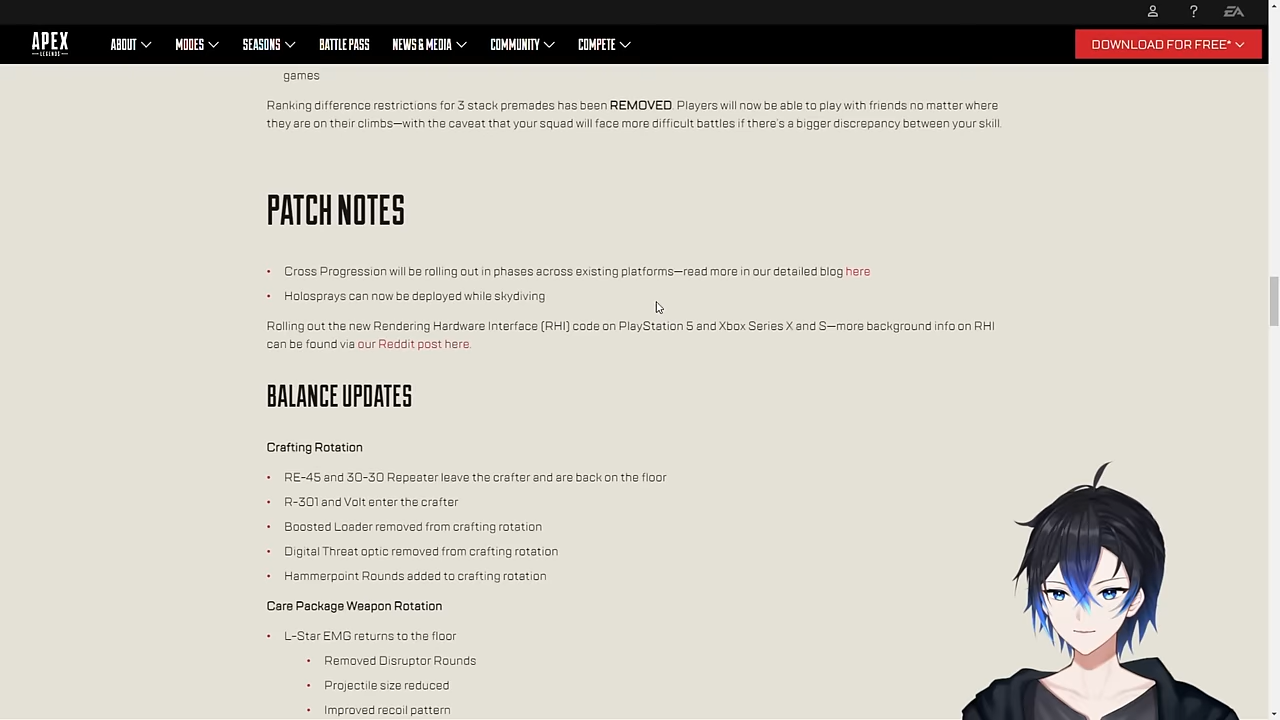 EA
APEX
LEGENDS
ABOUT
MODES
SEASONS
BATTLE PASS
NEWS & MEDIA
COMMUNITY
COMPETE
DOWNLOAD FOR FREE*
games
Ranking difference restrictions for 3 stack premades has been REMOVED. Players will now be able to play with friends no matter where
they are on their climbs—with the caveat that your squad will face more difficult battles if there's a bigger discrepancy between your skill.
PATCH NOTES
• Cross Progression will be rolling out in phases across existing platforms—read more in our detailed blog here
• Holosprays can now be deployed while skydiving
Rolling out the new Rendering Hardware Interface (RHI) code on PlayStation 5 and Xbox Series X and S—more background info on RHI
can be found via our Reddit post here.
BALANCE UPDATES
Crafting Rotation
• RE-45 and 30-30 Repeater leave the crafter and are back on the floor
• R-301 and Volt enter the crafter
• Boosted Loader removed from crafting rotation
• Digital Threat optic removed from crafting rotation
• Hammerpoint Rounds added to crafting rotation
Care Package Weapon Rotation
• L-Star EMG returns to the floor
• Removed Disruptor Rounds
• Projectile size reduced
• Improved recoil pattern